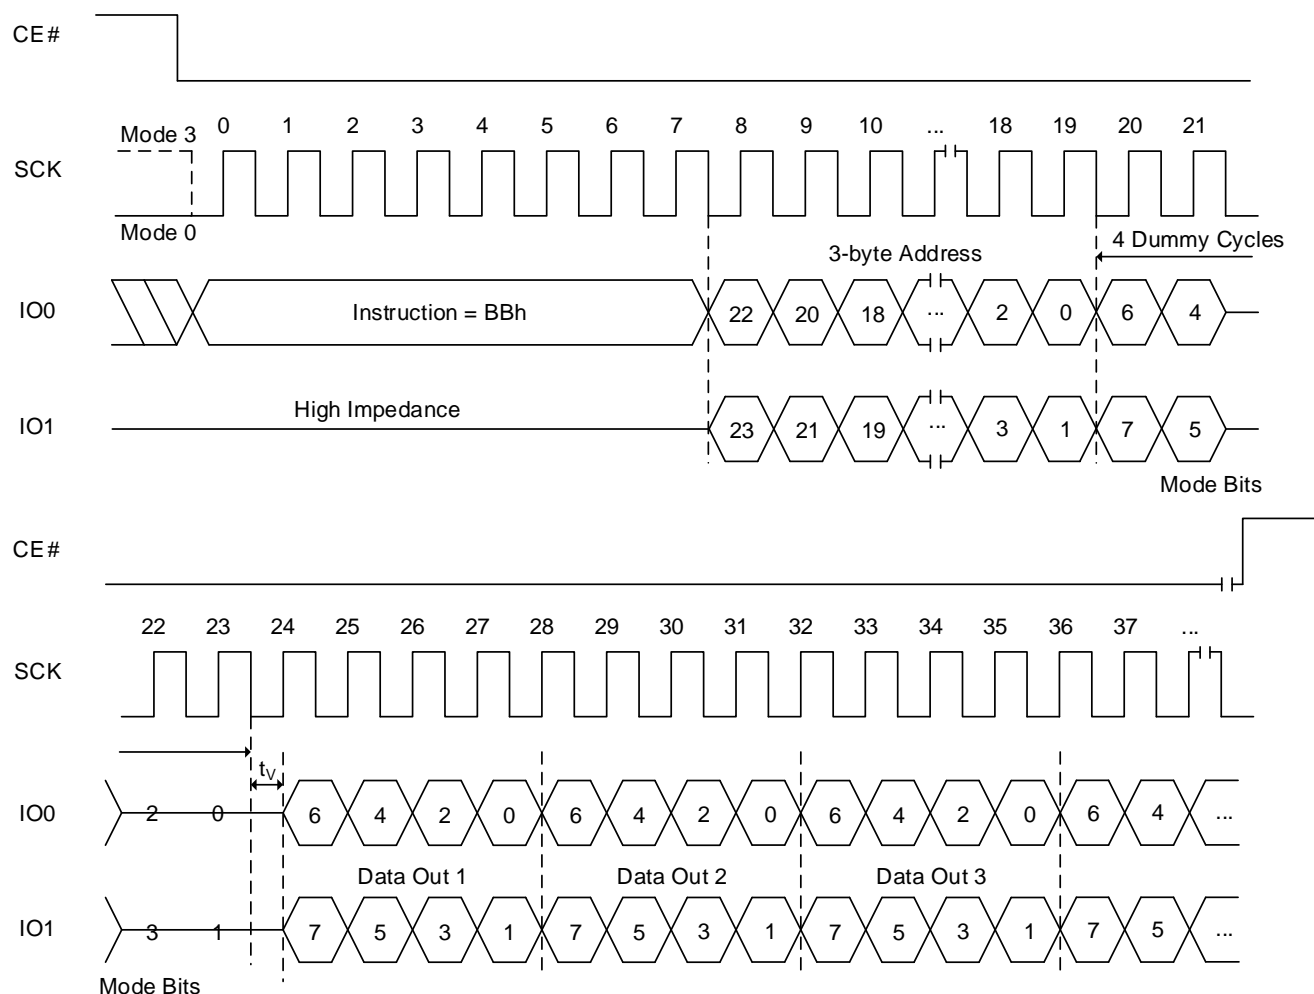 CE#
Mode 3 0 1 2 3 4 5 6 7 8 9 10 ... 18 19 20 21
SCK
Mode 0
3-byte Address 4 Dummy Cycles
IO0 Instruction = BBh 22 20 18 ... 2 0 6 4
High Impedance
IO1 23 21 19 ... 3 1 7 5
Mode Bits
CE#
22 23 24 25 26 27 28 29 30 31 32 33 34 35 36 37 ...
SCK
tV
IO0 2 0 6 4 2 0 6 4 2 0 6 4 2 0 6 4 ...
Data Out 1 Data Out 2 Data Out 3
IO1 3 1 7 5 3 1 7 5 3 1 7 5 3 1 7 5 ...
Mode Bits